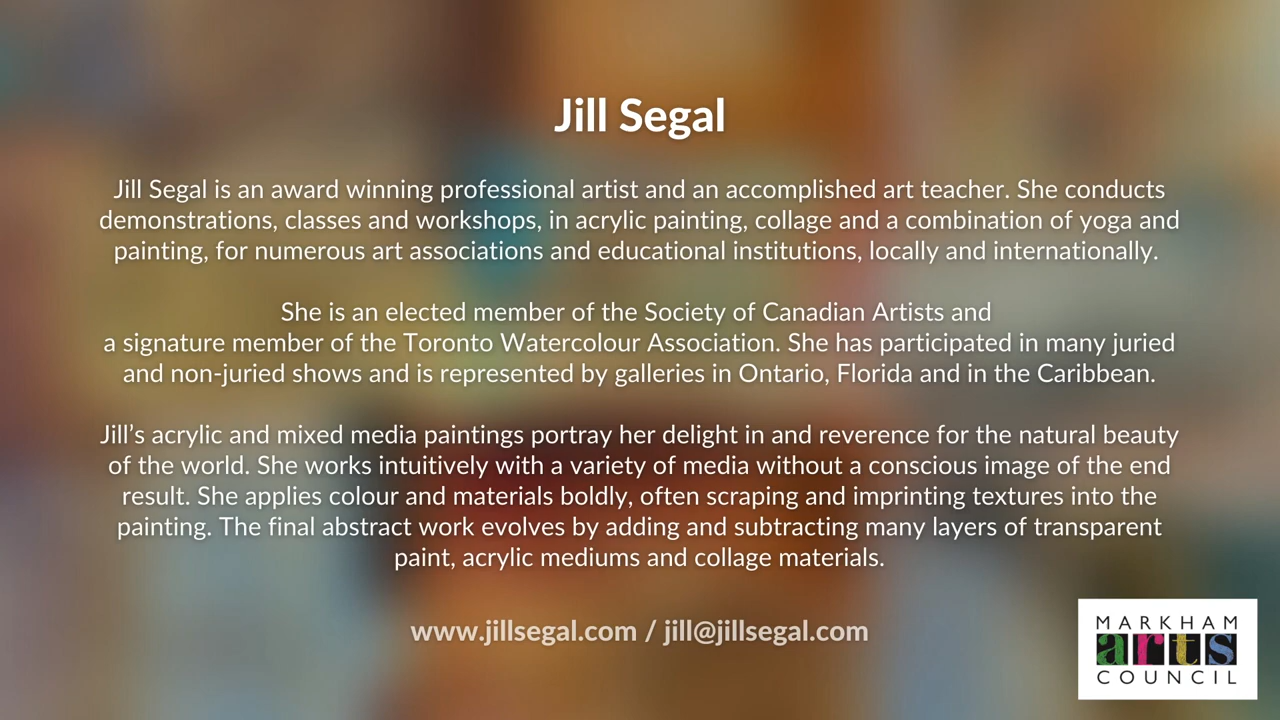 Jill Segal
Jill Segal is an award winning professional artist and an accomplished art teacher. She conducts
demonstrations, classes and workshops, in acrylic painting, collage and a combination of yoga and
painting, for numerous art associations and educational institutions, locally and internationally.
She is an elected member of the Society of Canadian Artists and
a signature member of the Toronto Watercolour Association. She has participated in many juried
and non-juried shows and is represented by galleries in Ontario, Florida and in the Caribbean.
Jill’s acrylic and mixed media paintings portray her delight in and reverence for the natural beauty
of the world. She works intuitively with a variety of media without a conscious image of the end
result. She applies colour and materials boldly, often scraping and imprinting textures into the
painting. The final abstract work evolves by adding and subtracting many layers of transparent
paint, acrylic mediums and collage materials.
www.jillsegal.com / jill@jillsegal.com
MARKHAM
arts
COUNCIL